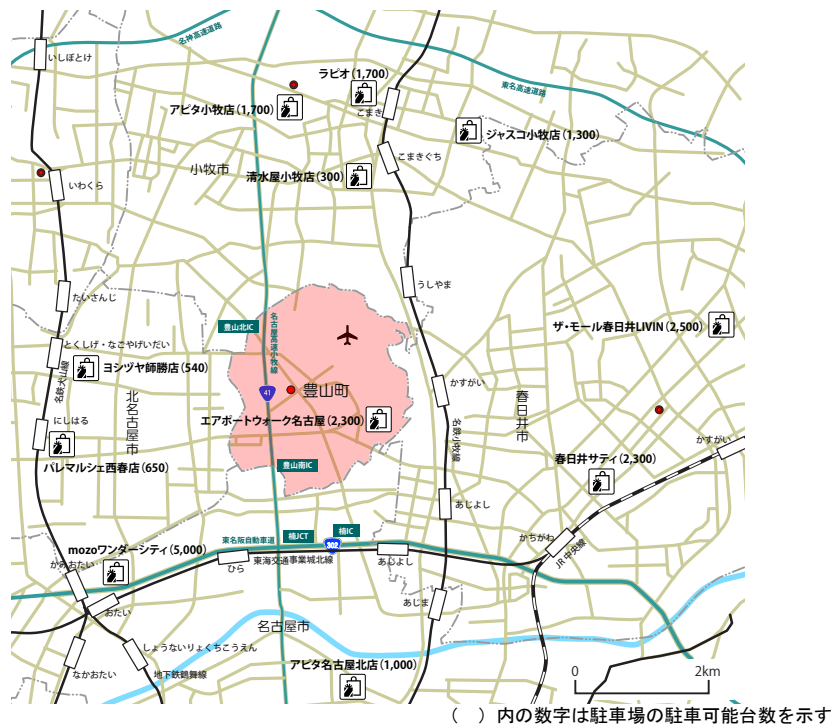 名神高速道路
いしぼとけ
ラピオ(1,700)
東名高速道路
アピタ小牧店(1,700)
こまき
ジャスコ小牧店(1,300)
こまきぐち
小牧市
清水屋小牧店(300)
いわくら
うしやま
たいさんじ
豊山北IC
名古屋高速小牧線
ザ・モール春日井LIVIN(2,500)
とくしげ・なごやげいだい
ヨシヅヤ師勝店(540)
名鉄犬山線
41
豊山町
かすがい
北名古屋市
春日井市
エアポートウォーク名古屋(2,300)
にしはる
名鉄小牧線
かすがい
パレマルシェ西春店(650)
豊山南IC
春日井サティ(2,300)
あじよし
東名阪自動車道
楠JCT
楠IC
302
かちがわ
JR中央線
mozoワンダーシティ(5,000)
かみおたい
ひら
東海交通事業城北線
あじよし
おたい
あじま
名古屋市
しょうないりょくちこうえん
なかおたい
地下鉄鶴舞線
アピタ名古屋北店(1,000)
0
2km
( )内の数字は駐車場の駐車可能台数を示す